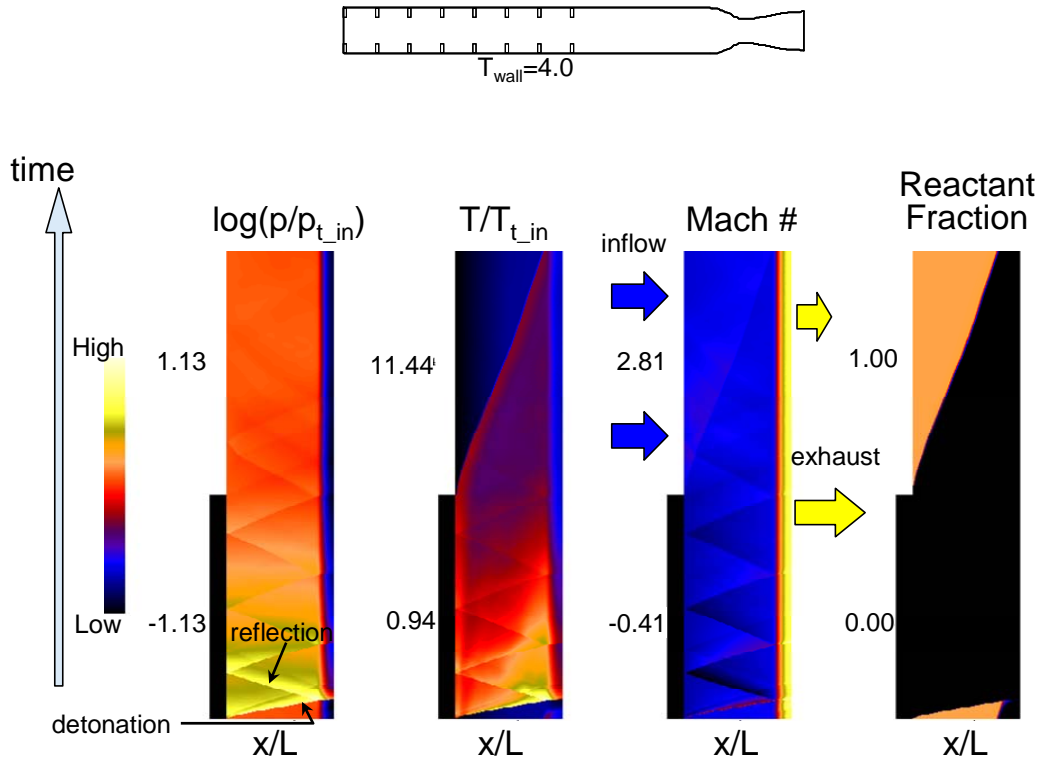 T_wall=4.0
time
log(p/p_t_in)
T/T_t_in
inflow
Mach #
Reactant
Fraction
High
1.13
11.44
2.81
1.00
exhaust
Low
-1.13
0.94
-0.41
0.00
reflection
detonation
x/L
x/L
x/L
x/L